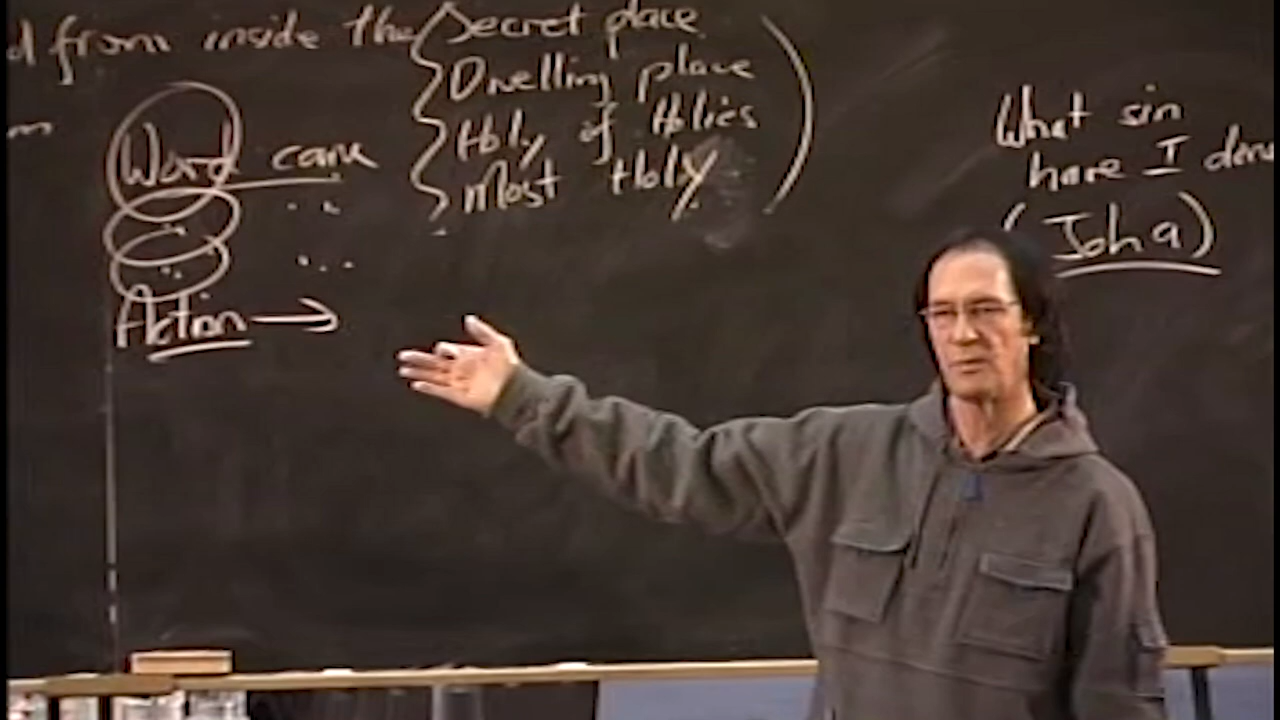 from inside the Secret place
Dwelling place
Holy of Holies
Most Holy
Word came
Action →
What sin
have I done
(John)